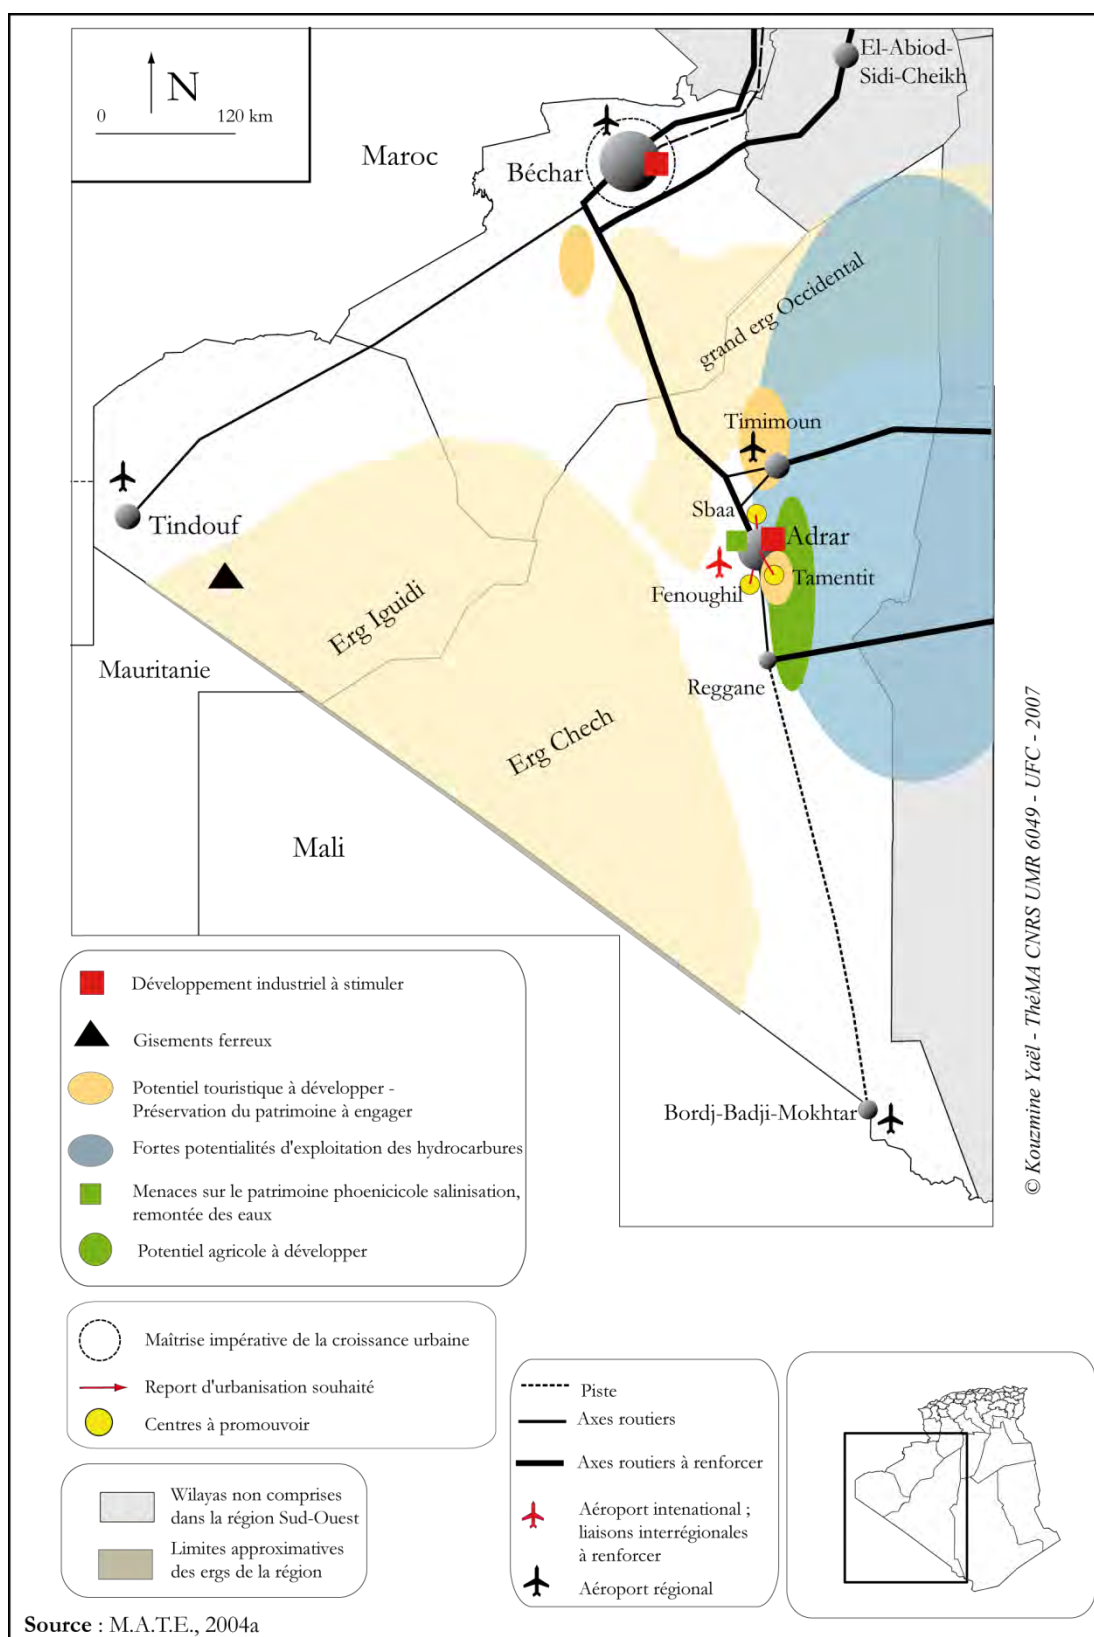 N
0
120 km
El-Abiod-
Sidi-Cheikh
Maroc
Béchar
grand erg Occidental
Timimoun
Sbaa
Adrar
Tindouf
Fenoughil
Tamentit
Erg Iguidi
Mauritanie
Reggane
Erg Chech
Mali
Bordj-Badji-Mokhtar
© Kouzmine Yaël - ThéMA CNRS UMR 6049 - UFC - 2007
Développement industriel à stimuler
Gisements ferreux
Potentiel touristique à développer -
Préservation du patrimoine à engager
Fortes potentialités d'exploitation des hydrocarbures
Menaces sur le patrimoine phoenicicole salinisation,
remontée des eaux
Potentiel agricole à développer
Maîtrise impérative de la croissance urbaine
Report d'urbanisation souhaité
Centres à promouvoir
Wilayas non comprises
dans la région Sud-Ouest
Limites approximatives
des ergs de la région
Piste
Axes routiers
Axes routiers à renforcer
Aéroport intenational ;
liaisons interrégionales
à renforcer
Aéroport régional
Source : M.A.T.E., 2004a